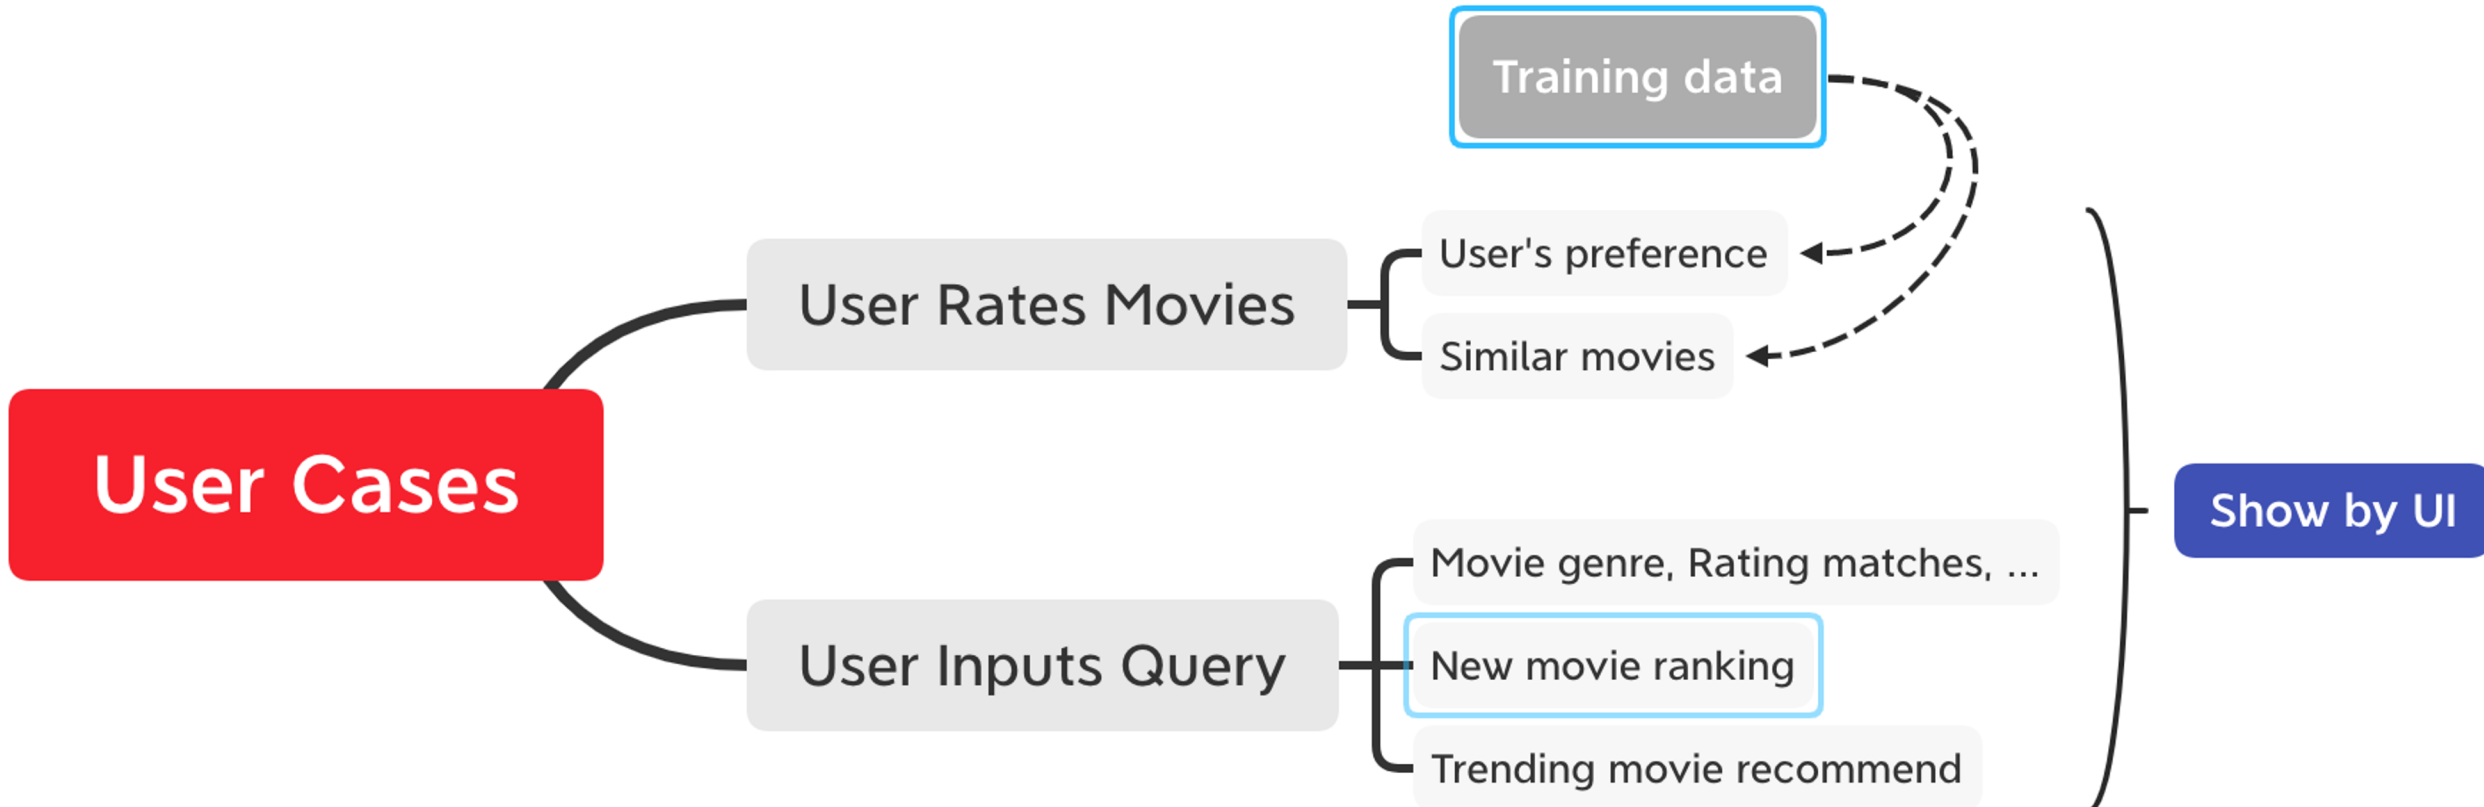 Training data
User's preference
User Rates Movies
Similar movies
User Cases
Show by UI
Movie genre, Rating matches, ...
User Inputs Query
New movie ranking
Trending movie recommend